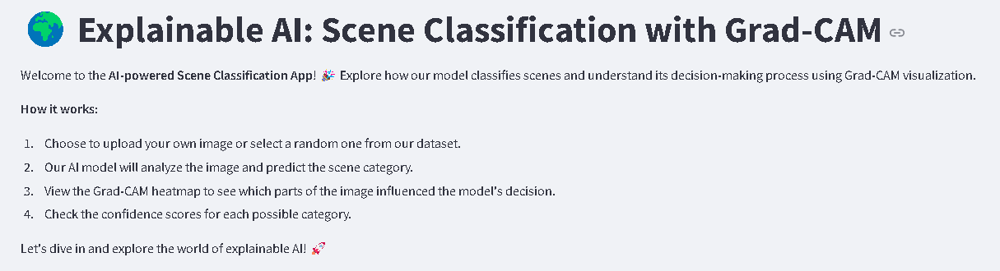 🌍 Explainable AI: Scene Classification with Grad-CAM
Welcome to the AI-powered Scene Classification App! 🎉 Explore how our model classifies scenes and understand its decision-making process using Grad-CAM visualization.
How it works:
1. Choose to upload your own image or select a random one from our dataset.
2. Our AI model will analyze the image and predict the scene category.
3. View the Grad-CAM heatmap to see which parts of the image influenced the model's decision.
4. Check the confidence scores for each possible category.
Let's dive in and explore the world of explainable AI! 🚀